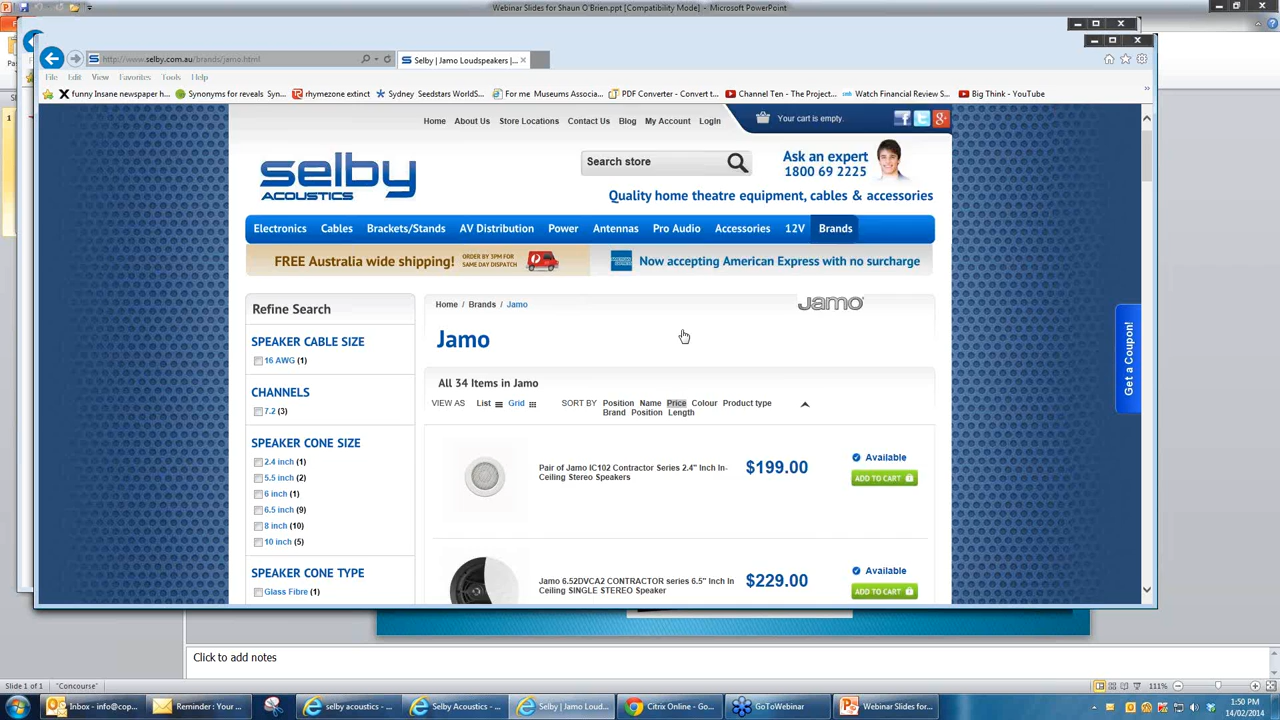 Webinar Slides for Shaun O'Brien.ppt [Compatibility Mode] - Microsoft PowerPoint
http://www.selby.com.au/brands/jamo.html
Selby | Jamo Loudspeakers |...
File Edit View Favorites Tools Help
funny Insane newspaper h...
Synonyms for reveals Syn...
rhymezone extinct
Sydney Seedstars WorldS...
For me Museums Associa...
PDF Converter - Convert t...
Channel Ten - The Project...
Watch Financial Review S...
Big Think - YouTube
Home About Us Store Locations Contact Us Blog My Account LogIn
Your cart is empty.
selby
ACOUSTICS
Search store
Ask an expert
1800 69 2225
Quality home theatre equipment, cables & accessories
Electronics Cables Brackets/Stands AV Distribution Power Antennas Pro Audio Accessories 12V Brands
FREE Australia wide shipping!
ORDER BY 3PM FOR
SAME DAY DISPATCH
Now accepting American Express with no surcharge
Refine Search
SPEAKER CABLE SIZE
16 AWG (1)
CHANNELS
7.2 (3)
SPEAKER CONE SIZE
2.4 inch (1)
5.5 inch (2)
6 inch (1)
6.5 inch (9)
8 inch (10)
10 inch (5)
SPEAKER CONE TYPE
Glass Fibre (1)
Home / Brands / Jamo
Jamo
Jamo
All 34 Items in Jamo
VIEW AS List Grid
SORT BY Position Name Price Colour Product type
Brand Position Length
Pair of Jamo IC102 Contractor Series 2.4" Inch In-
Ceiling Stereo Speakers
$199.00
Available
ADD TO CART
Jamo 6.52DVCA2 CONTRACTOR series 6.5" Inch In
Ceiling SINGLE STEREO Speaker
$229.00
Available
ADD TO CART
Get a Coupon!
Click to add notes
Slide 1 of 1
"Concourse"
111%
Inbox - info@cop...
Reminder : Your ...
selby acoustics - ...
Selby Acoustics -...
Selby | Jamo Loud...
Citrix Online - Go...
GoToWebinar
Webinar Slides for...
1:50 PM
14/02/2014